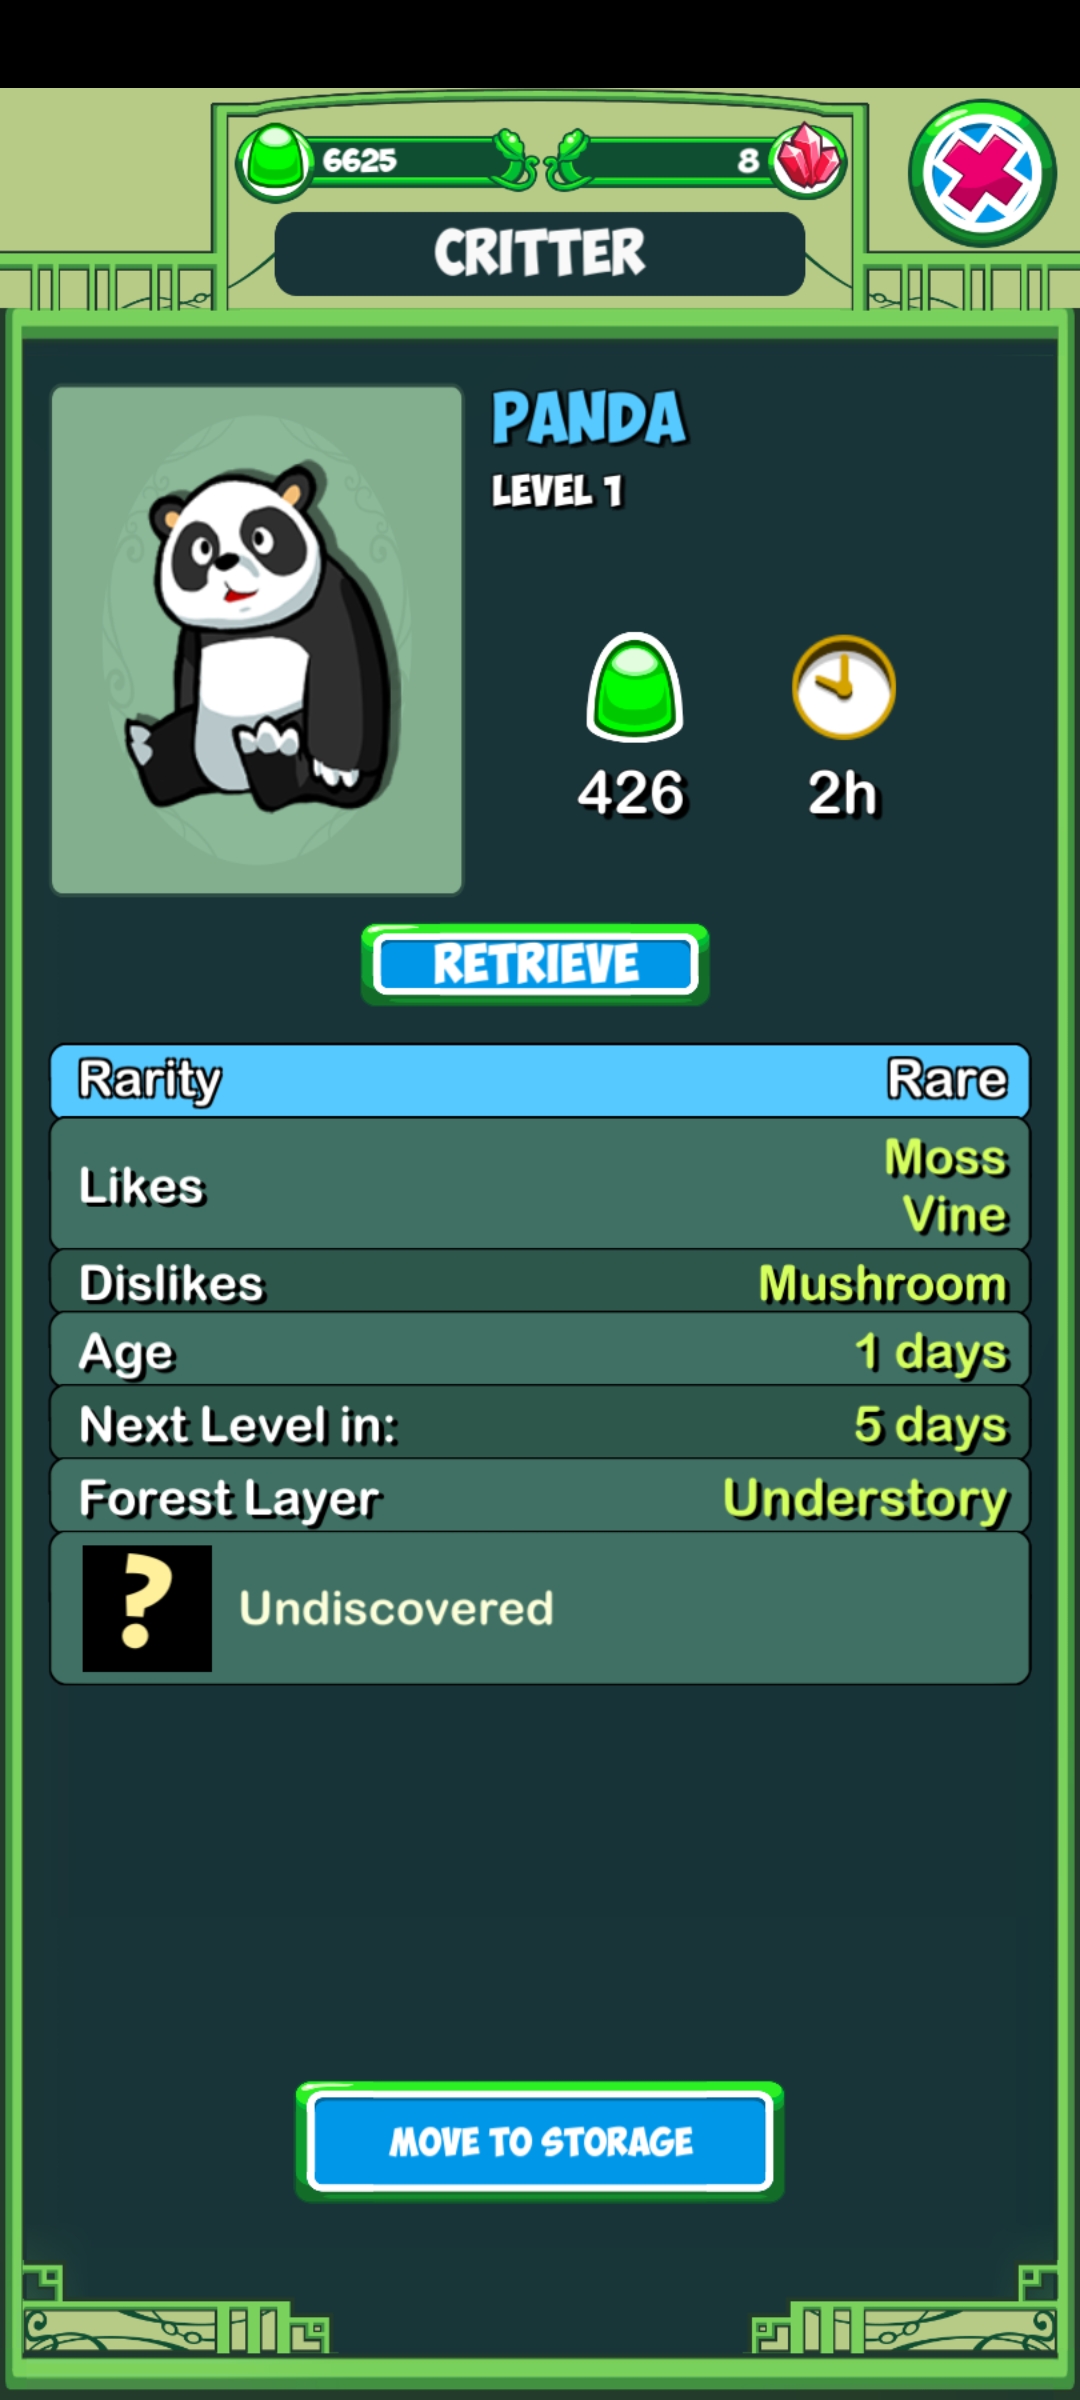 6625
8
CRITTER
PANDA
LEVEL 1
426
2h
RETRIEVE
Rarity Rare
Likes Moss
Vine
Dislikes Mushroom
Age 1 days
Next Level in: 5 days
Forest Layer Understory
? Undiscovered
MOVE TO STORAGE